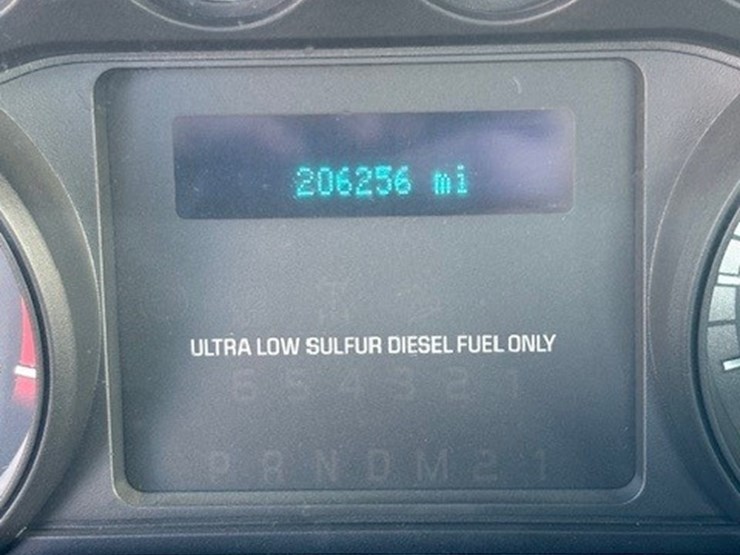 206256 mi
ULTRA LOW SULFUR DIESEL FUEL ONLY
6 5 4 3 2 1
P R N D M 2 1